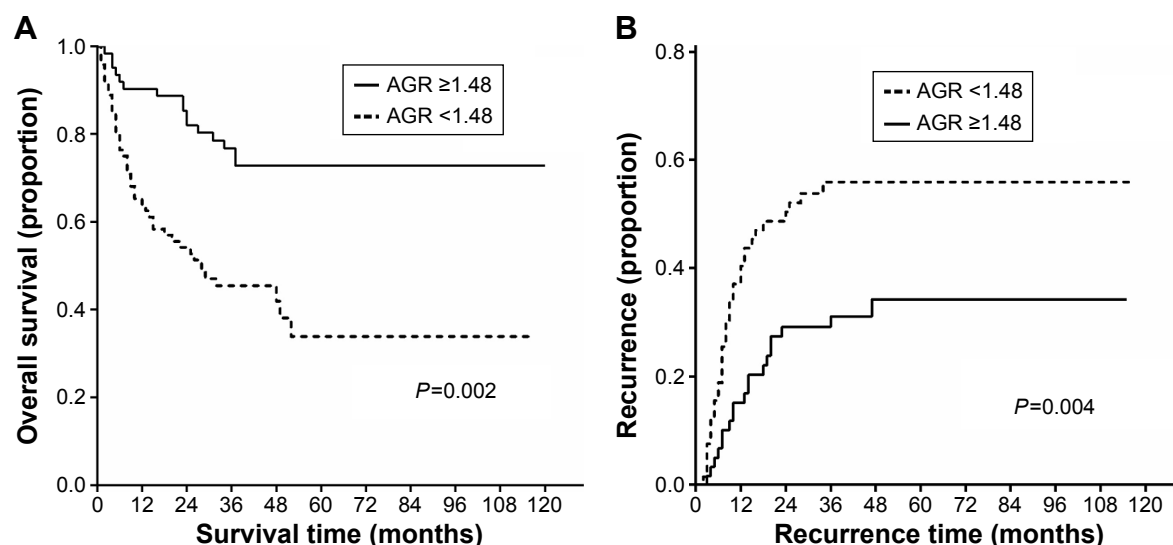 A
Overall survival (proportion)
1.0
0.8
0.6
0.4
0.2
0.0
AGR ≥1.48
AGR <1.48
P=0.002
0 12 24 36 48 60 72 84 96 108 120
Survival time (months)
B
Recurrence (proportion)
0.8
0.6
0.4
0.2
0.0
AGR <1.48
AGR ≥1.48
P=0.004
0 12 24 36 48 60 72 84 96 108 120
Recurrence time (months)